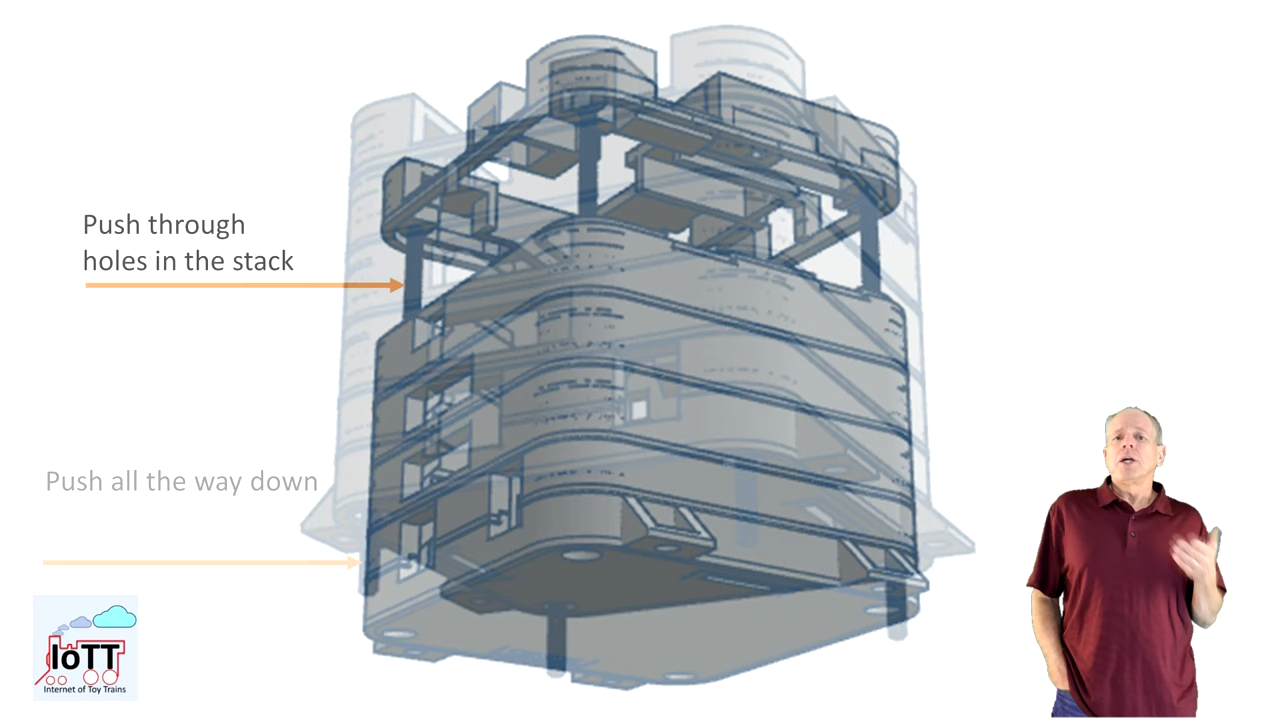 Push through
holes in the stack
Push all the way down
IoTT
Internet of Toy Trains